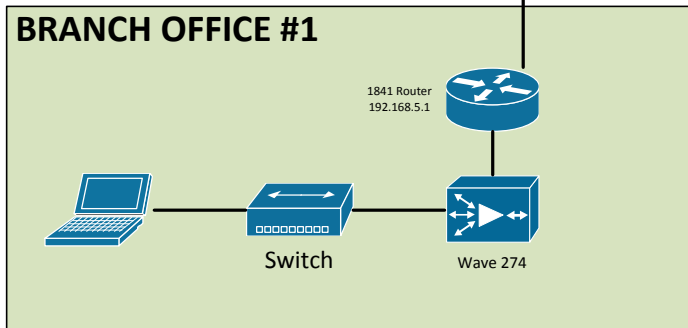 BRANCH OFFICE #1
1841 Router
192.168.5.1
Switch
Wave 274